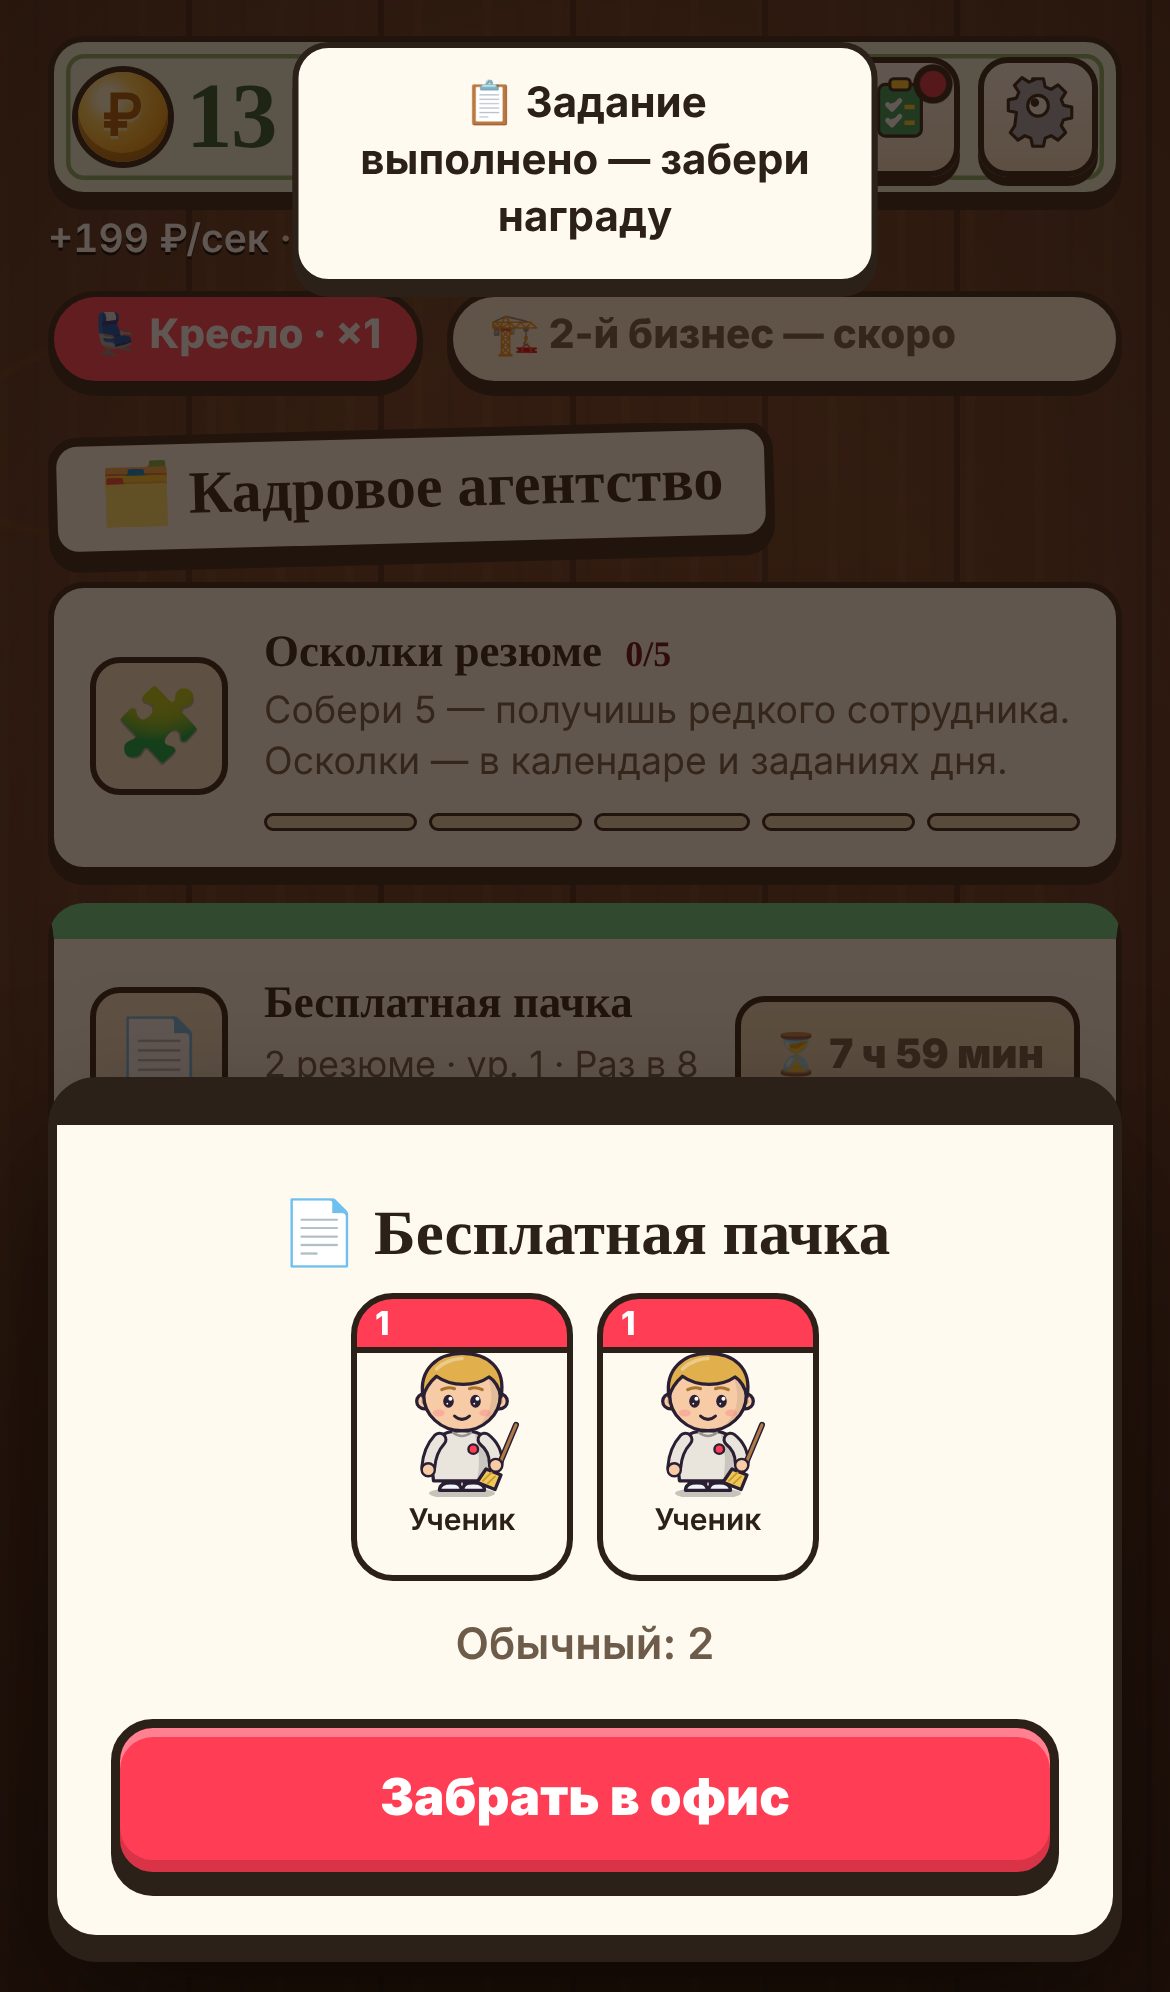 13
📋 Задание
выполнено — забери
награду
+199 ₽/сек ·
Кресло · ×1
2-й бизнес — скоро
Кадровое агентство
Осколки резюме 0/5
Собери 5 — получишь редкого сотрудника.
Осколки — в календаре и заданиях дня.
Бесплатная пачка
2 резюме · ур. 1 · Раз в 8
⏳ 7 ч 59 мин
Бесплатная пачка
1
1
Ученик
Ученик
Обычный: 2
Забрать в офис